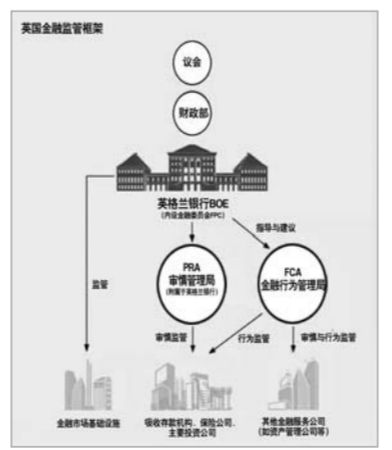 英国金融监管框架
议会
财政部
英格兰银行BOE
(内设金融委员会FPC)
指导与建议
PRA
审慎管理局
(附属于英格兰银行)
FCA
金融行为管理局
监管
审慎监管
行为监管
审慎与行为监管
金融市场基础设施
吸收存款机构、保险公司、
主要投资公司
其他金融服务公司
(如资产管理公司等)